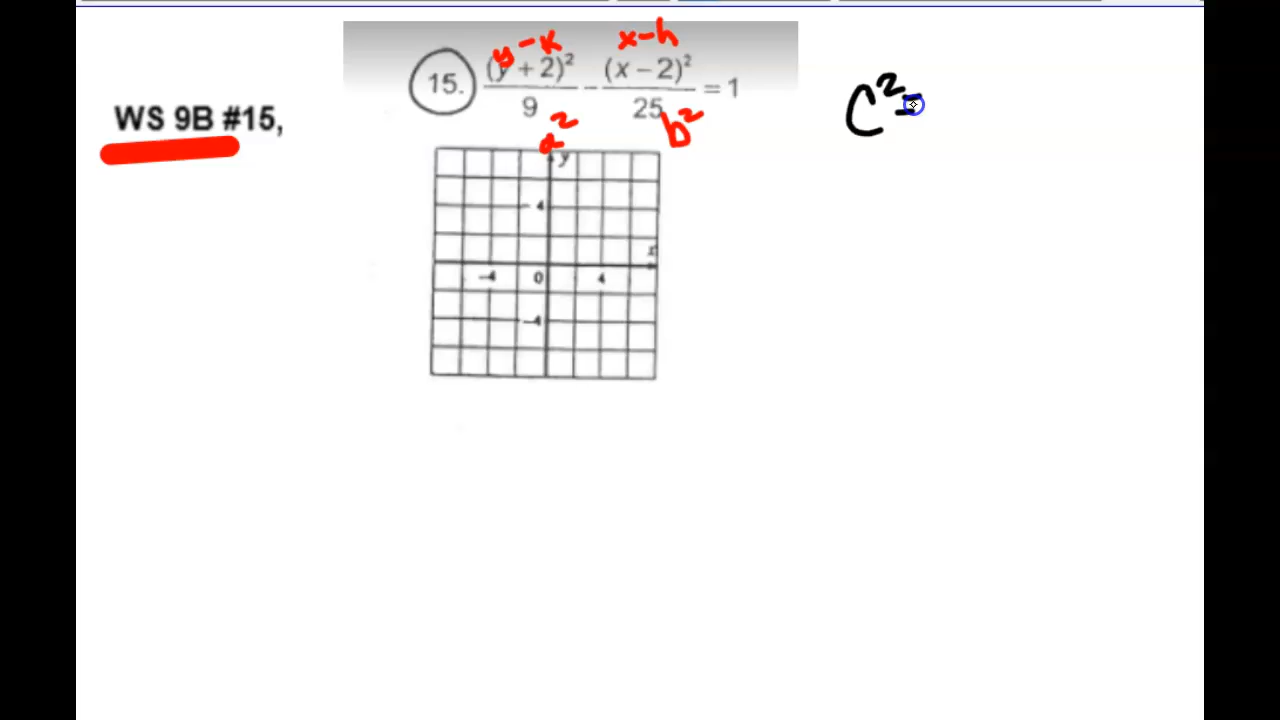 y-k x-h
15. (y + 2)² / 9 - (x - 2)² / 25 = 1
a² b²
C²=
WS 9B #15,
y
4
x
-4 0 4
-4